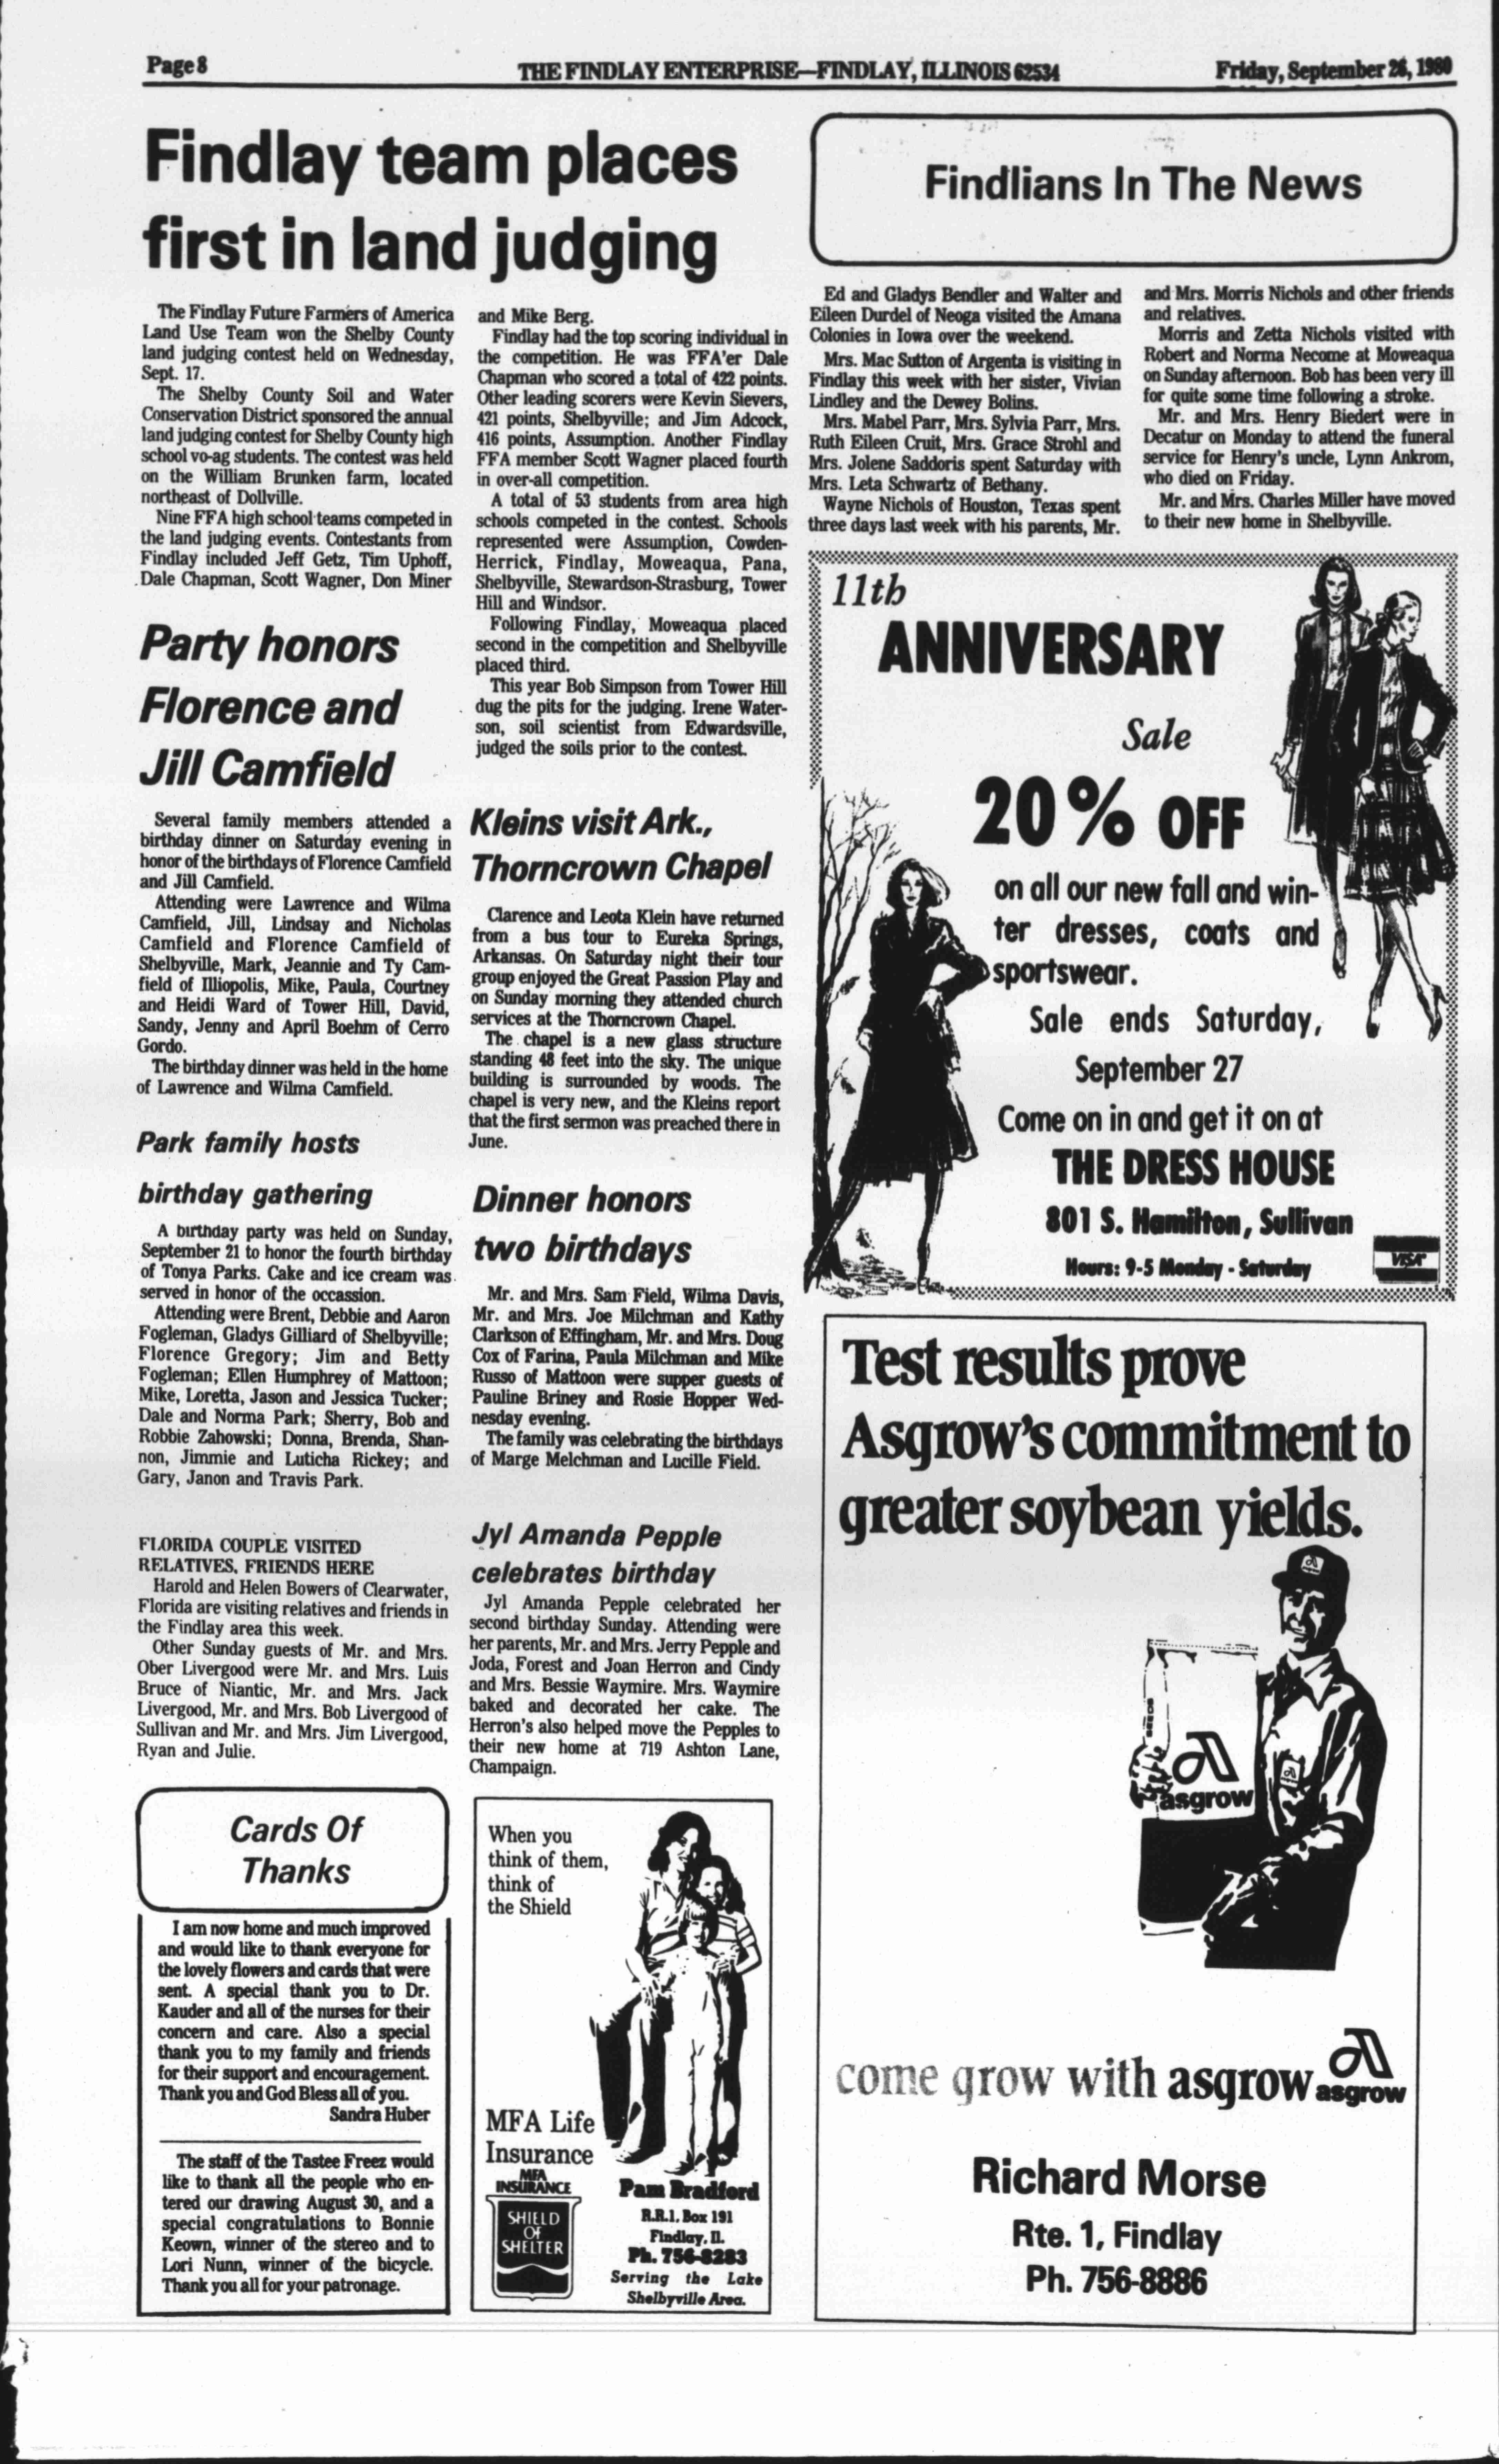 Page 8
THE FINDLAY ENTERPRISE—FINDLAY, ILLINOIS 62534
Friday, September 26, 1980
Findlay team places
first in land judging
The Findlay Future Farmers of America
Land Use Team won the Shelby County
land judging contest held on Wednesday,
Sept. 17.
The Shelby County Soil and Water
Conservation District sponsored the annual
land judging contest for Shelby County high
school vo-ag students. The contest was held
on the William Brunken farm, located
northeast of Dollville.
Nine FFA high school teams competed in
the land judging events. Contestants from
Findlay included Jeff Getz, Tim Uphoff,
Dale Chapman, Scott Wagner, Don Miner
and Mike Berg.
Findlay had the top scoring individual in
the competition. He was FFA'er Dale
Chapman who scored a total of 422 points.
Other leading scorers were Kevin Sievers,
421 points, Shelbyville; and Jim Adcock,
416 points, Assumption. Another Findlay
FFA member Scott Wagner placed fourth
in over-all competition.
A total of 53 students from area high
schools competed in the contest. Schools
represented were Assumption, Cowden-
Herrick, Findlay, Moweaqua, Pana,
Shelbyville, Stewardson-Strasburg, Tower
Hill and Windsor.
Following Findlay, Moweaqua placed
second in the competition and Shelbyville
placed third.
This year Bob Simpson from Tower Hill
dug the pits for the judging. Irene Water-
son, soil scientist from Edwardsville,
judged the soils prior to the contest.
Party honors
Florence and
Jill Camfield
Several family members attended a
birthday dinner on Saturday evening in
honor of the birthdays of Florence Camfield
and Jill Camfield.
Attending were Lawrence and Wilma
Camfield, Jill, Lindsay and Nicholas
Camfield and Florence Camfield of
Shelbyville, Mark, Jeannie and Ty Cam-
field of Illiopolis, Mike, Paula, Courtney
and Heidi Ward of Tower Hill, David,
Sandy, Jenny and April Boehm of Cerro
Gordo.
The birthday dinner was held in the home
of Lawrence and Wilma Camfield.
Park family hosts
birthday gathering
A birthday party was held on Sunday,
September 21 to honor the fourth birthday
of Tonya Parks. Cake and ice cream was
served in honor of the occassion.
Attending were Brent, Debbie and Aaron
Fogleman, Gladys Gilliard of Shelbyville;
Florence Gregory; Jim and Betty
Fogleman; Ellen Humphrey of Mattoon;
Mike, Loretta, Jason and Jessica Tucker;
Dale and Norma Park; Sherry, Bob and
Robbie Zahowski; Donna, Brenda, Shan-
non, Jimmie and Luticha Rickey; and
Gary, Janon and Travis Park.
FLORIDA COUPLE VISITED
RELATIVES, FRIENDS HERE
Harold and Helen Bowers of Clearwater,
Florida are visiting relatives and friends in
the Findlay area this week.
Other Sunday guests of Mr. and Mrs.
Ober Livergood were Mr. and Mrs. Luis
Bruce of Niantic, Mr. and Mrs. Jack
Livergood, Mr. and Mrs. Bob Livergood of
Sullivan and Mr. and Mrs. Jim Livergood,
Ryan and Julie.
Cards Of
Thanks
I am now home and much improved
and would like to thank everyone for
the lovely flowers and cards that were
sent. A special thank you to Dr.
Kauder and all of the nurses for their
concern and care. Also a special
thank you to my family and friends
for their support and encouragement.
Thank you and God Bless all of you.
Sandra Huber
The staff of the Tastee Freez would
like to thank all the people who en-
tered our drawing August 30, and a
special congratulations to Bonnie
Keown, winner of the stereo and to
Lori Nunn, winner of the bicycle.
Thank you all for your patronage.
Kleins visit Ark.,
Thorncrown Chapel
Clarence and Leota Klein have returned
from a bus tour to Eureka Springs,
Arkansas. On Saturday night their tour
group enjoyed the Great Passion Play and
on Sunday morning they attended church
services at the Thorncrown Chapel.
The chapel is a new glass structure
standing 48 feet into the sky. The unique
building is surrounded by woods. The
chapel is very new, and the Kleins report
that the first sermon was preached there in
June.
Dinner honors
two birthdays
Mr. and Mrs. Sam Field, Wilma Davis,
Mr. and Mrs. Joe Milchman and Kathy
Clarkson of Effingham, Mr. and Mrs. Doug
Cox of Farina, Paula Milchman and Mike
Russo of Mattoon were supper guests of
Pauline Briney and Rosie Hopper Wed-
nesday evening.
The family was celebrating the birthdays
of Marge Melchman and Lucille Field.
Jyl Amanda Pepple
celebrates birthday
Jyl Amanda Pepple celebrated her
second birthday Sunday. Attending were
her parents, Mr. and Mrs. Jerry Pepple and
Joda, Forest and Joan Herron and Cindy
and Mrs. Bessie Waymire. Mrs. Waymire
baked and decorated her cake. The
Herron's also helped move the Pepples to
their new home at 719 Ashton Lane,
Champaign.
When you
think of them,
think of
the Shield
MFA Life
Insurance
MFA
INSURANCE
SHIELD
OF
SHELTER
Pam Bradford
R.R.1, Box 191
Findlay, Il.
Ph. 756-8283
Serving the Lake
Shelbyville Area.
Findlians In The News
Ed and Gladys Bendler and Walter and
Eileen Durdel of Neoga visited the Amana
Colonies in Iowa over the weekend.
Mrs. Mac Sutton of Argenta is visiting in
Findlay this week with her sister, Vivian
Lindley and the Dewey Bolins.
Mrs. Mabel Parr, Mrs. Sylvia Parr, Mrs.
Ruth Eileen Cruit, Mrs. Grace Strohl and
Mrs. Jolene Saddoris spent Saturday with
Mrs. Leta Schwartz of Bethany.
Wayne Nichols of Houston, Texas spent
three days last week with his parents, Mr.
and Mrs. Morris Nichols and other friends
and relatives.
Morris and Zetta Nichols visited with
Robert and Norma Necome at Moweaqua
on Sunday afternoon. Bob has been very ill
for quite some time following a stroke.
Mr. and Mrs. Henry Biedert were in
Decatur on Monday to attend the funeral
service for Henry's uncle, Lynn Ankrom,
who died on Friday.
Mr. and Mrs. Charles Miller have moved
to their new home in Shelbyville.
11th
ANNIVERSARY
Sale
20% OFF
on all our new fall and win-
ter dresses, coats and
sportswear.
Sale ends Saturday,
September 27
Come on in and get it on at
THE DRESS HOUSE
801 S. Hamilton, Sullivan
Hours: 9-5 Monday - Saturday
VISA
Test results prove
Asgrow's commitment to
greater soybean yields.
asgrow
come grow with asgrow
asgrow
Richard Morse
Rte. 1, Findlay
Ph. 756-8886